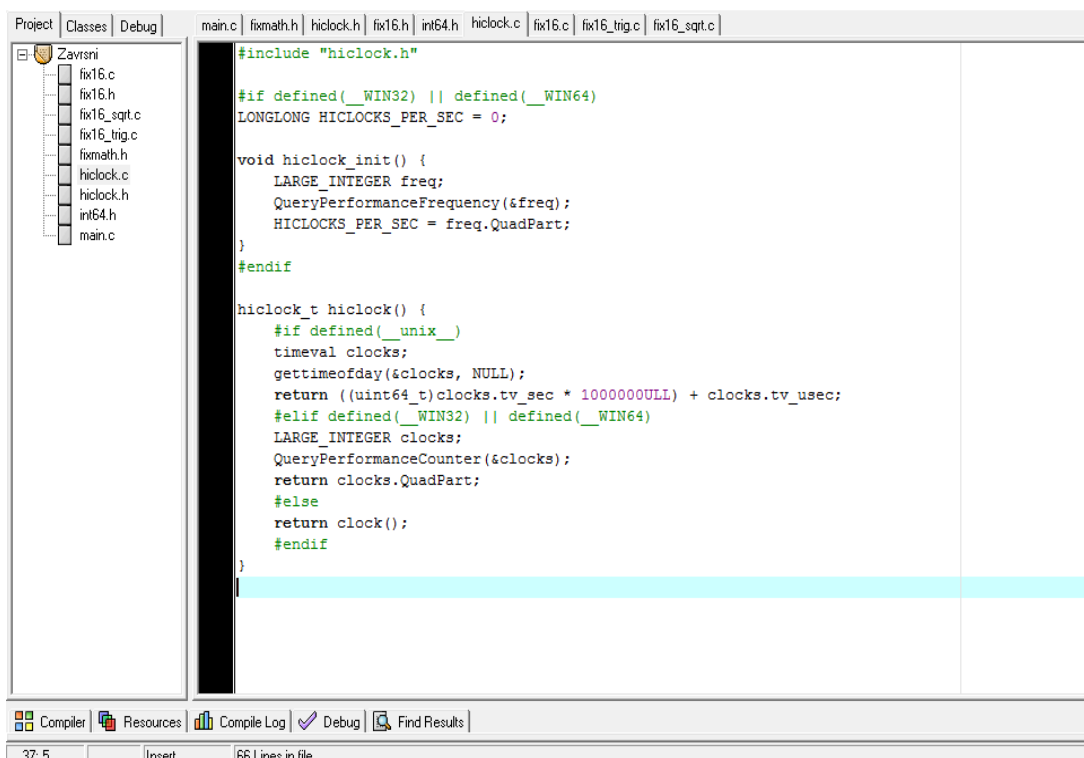 Project Classes Debug
main.c fixmath.h hiclock.h fix16.h int64.h hiclock.c fix16.c fix16_trig.c fix16_sqrt.c
Zavrsni
fix16.c
fix16.h
fix16_sqrt.c
fix16_trig.c
fixmath.h
hiclock.c
hiclock.h
int64.h
main.c
#include "hiclock.h"
#if defined(__WIN32) || defined(__WIN64)
LONGLONG HICLOCKS_PER_SEC = 0;
void hiclock_init() {
    LARGE_INTEGER freq;
    QueryPerformanceFrequency(&freq);
    HICLOCKS_PER_SEC = freq.QuadPart;
}
#endif
hiclock_t hiclock() {
    #if defined(__unix__)
    timeval clocks;
    gettimeofday(&clocks, NULL);
    return ((uint64_t)clocks.tv_sec * 1000000ULL) + clocks.tv_usec;
    #elif defined(__WIN32) || defined(__WIN64)
    LARGE_INTEGER clocks;
    QueryPerformanceCounter(&clocks);
    return clocks.QuadPart;
    #else
    return clock();
    #endif
}
Compiler Resources Compile Log Debug Find Results
37: 5 Insert 66 Lines in file